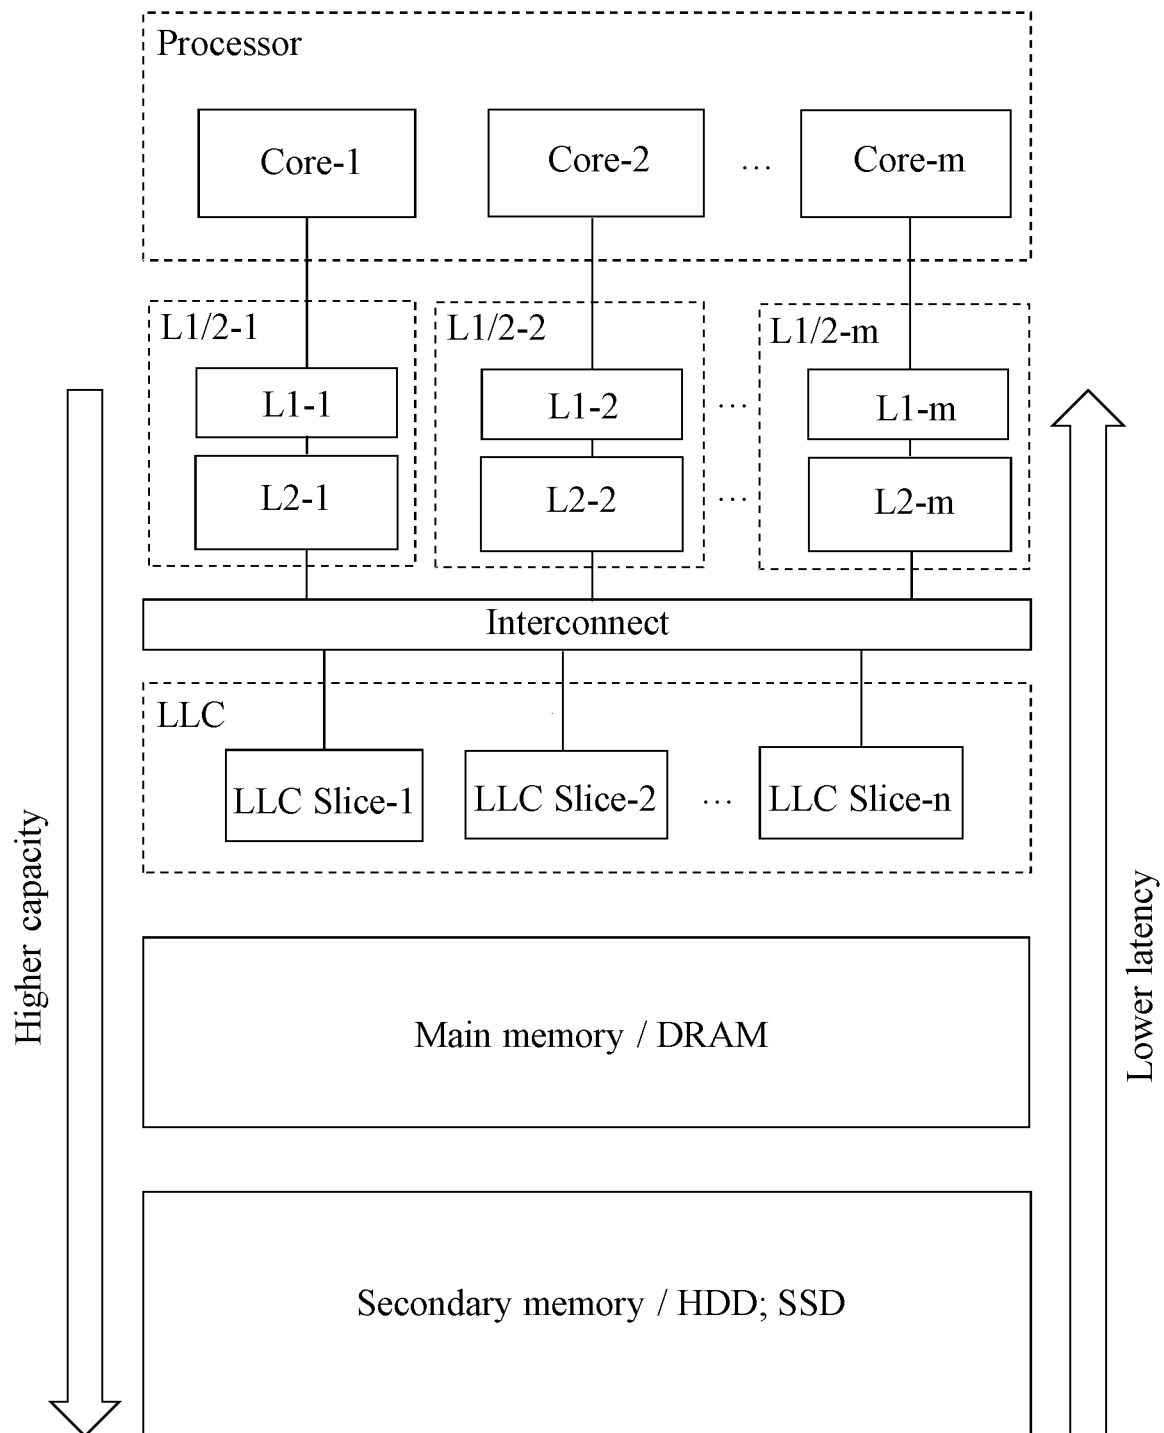 Processor
Core-1
Core-2
...
Core-m
L1/2-1
L1/2-2
L1/2-m
L1-1
L1-2
...
L1-m
L2-1
L2-2
...
L2-m
Interconnect
LLC
LLC Slice-1
LLC Slice-2
...
LLC Slice-n
Higher capacity
Lower latency
Main memory / DRAM
Secondary memory / HDD; SSD